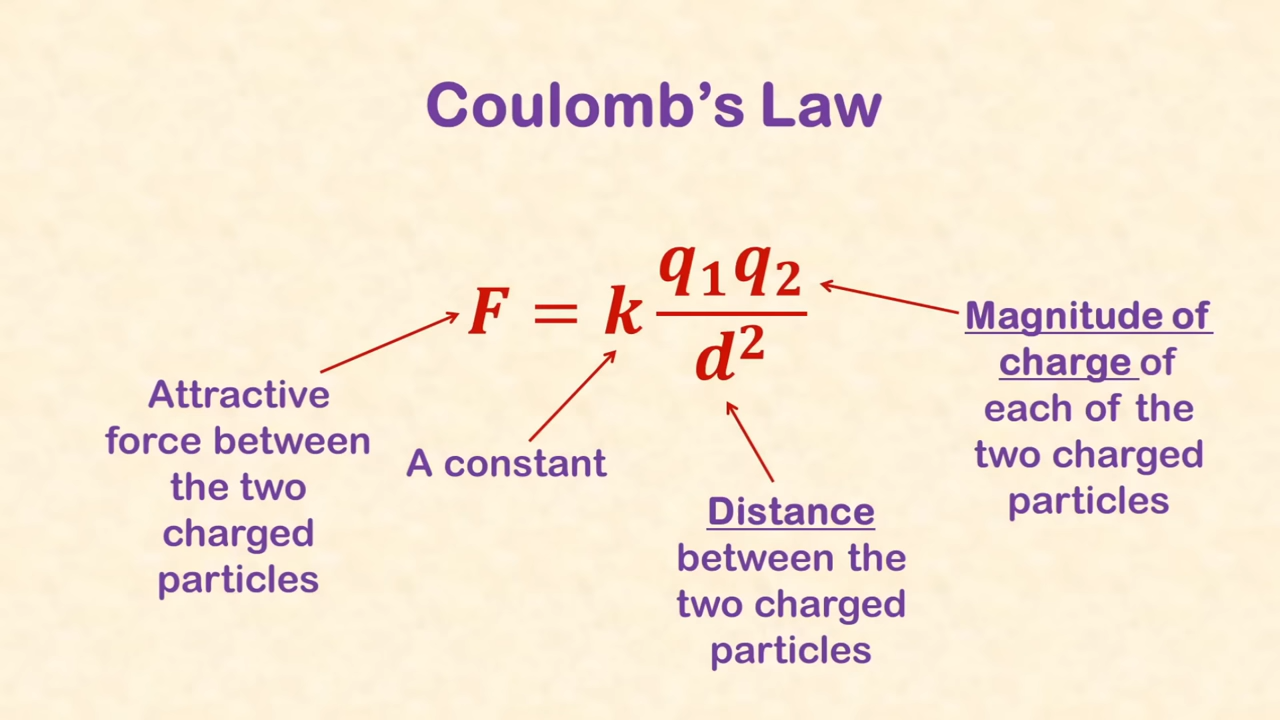 Coulomb's Law
F = k q₁q₂ / d²
Attractive
force between
the two
charged
particles
A constant
Distance
between the
two charged
particles
Magnitude of
charge of
each of the
two charged
particles